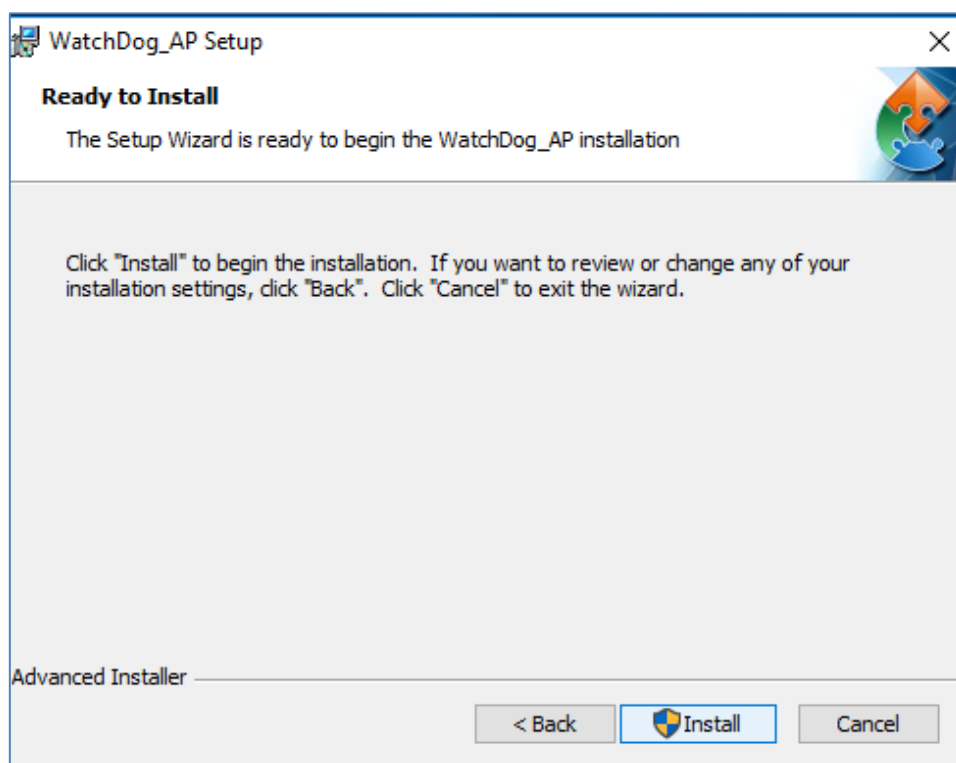 WatchDog_AP Setup
Ready to Install
The Setup Wizard is ready to begin the WatchDog_AP installation
Click "Install" to begin the installation.  If you want to review or change any of your
installation settings, click "Back".  Click "Cancel" to exit the wizard.
Advanced Installer
< Back
Install
Cancel